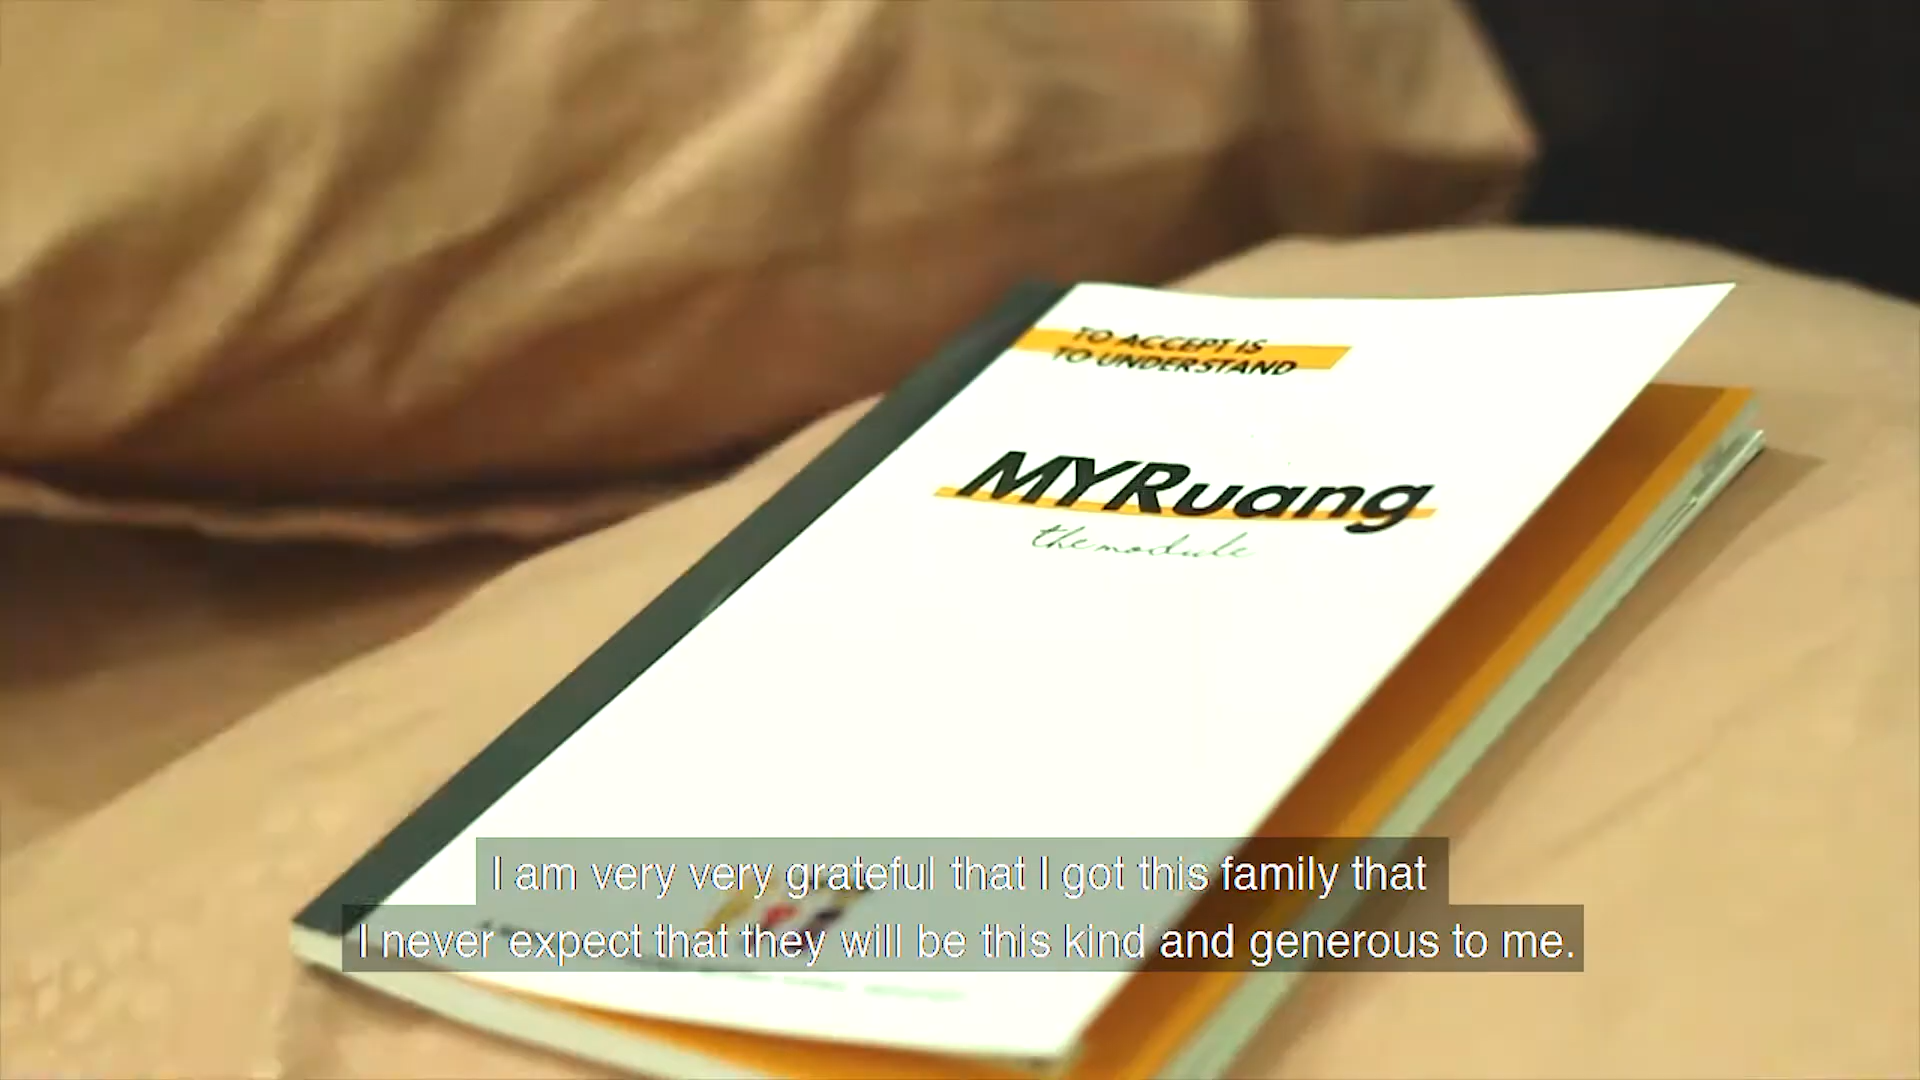 TO ACCEPT IS
TO UNDERSTAND
MYRuang
the module
I am very very grateful that I got this family that
I never expect that they will be this kind and generous to me.